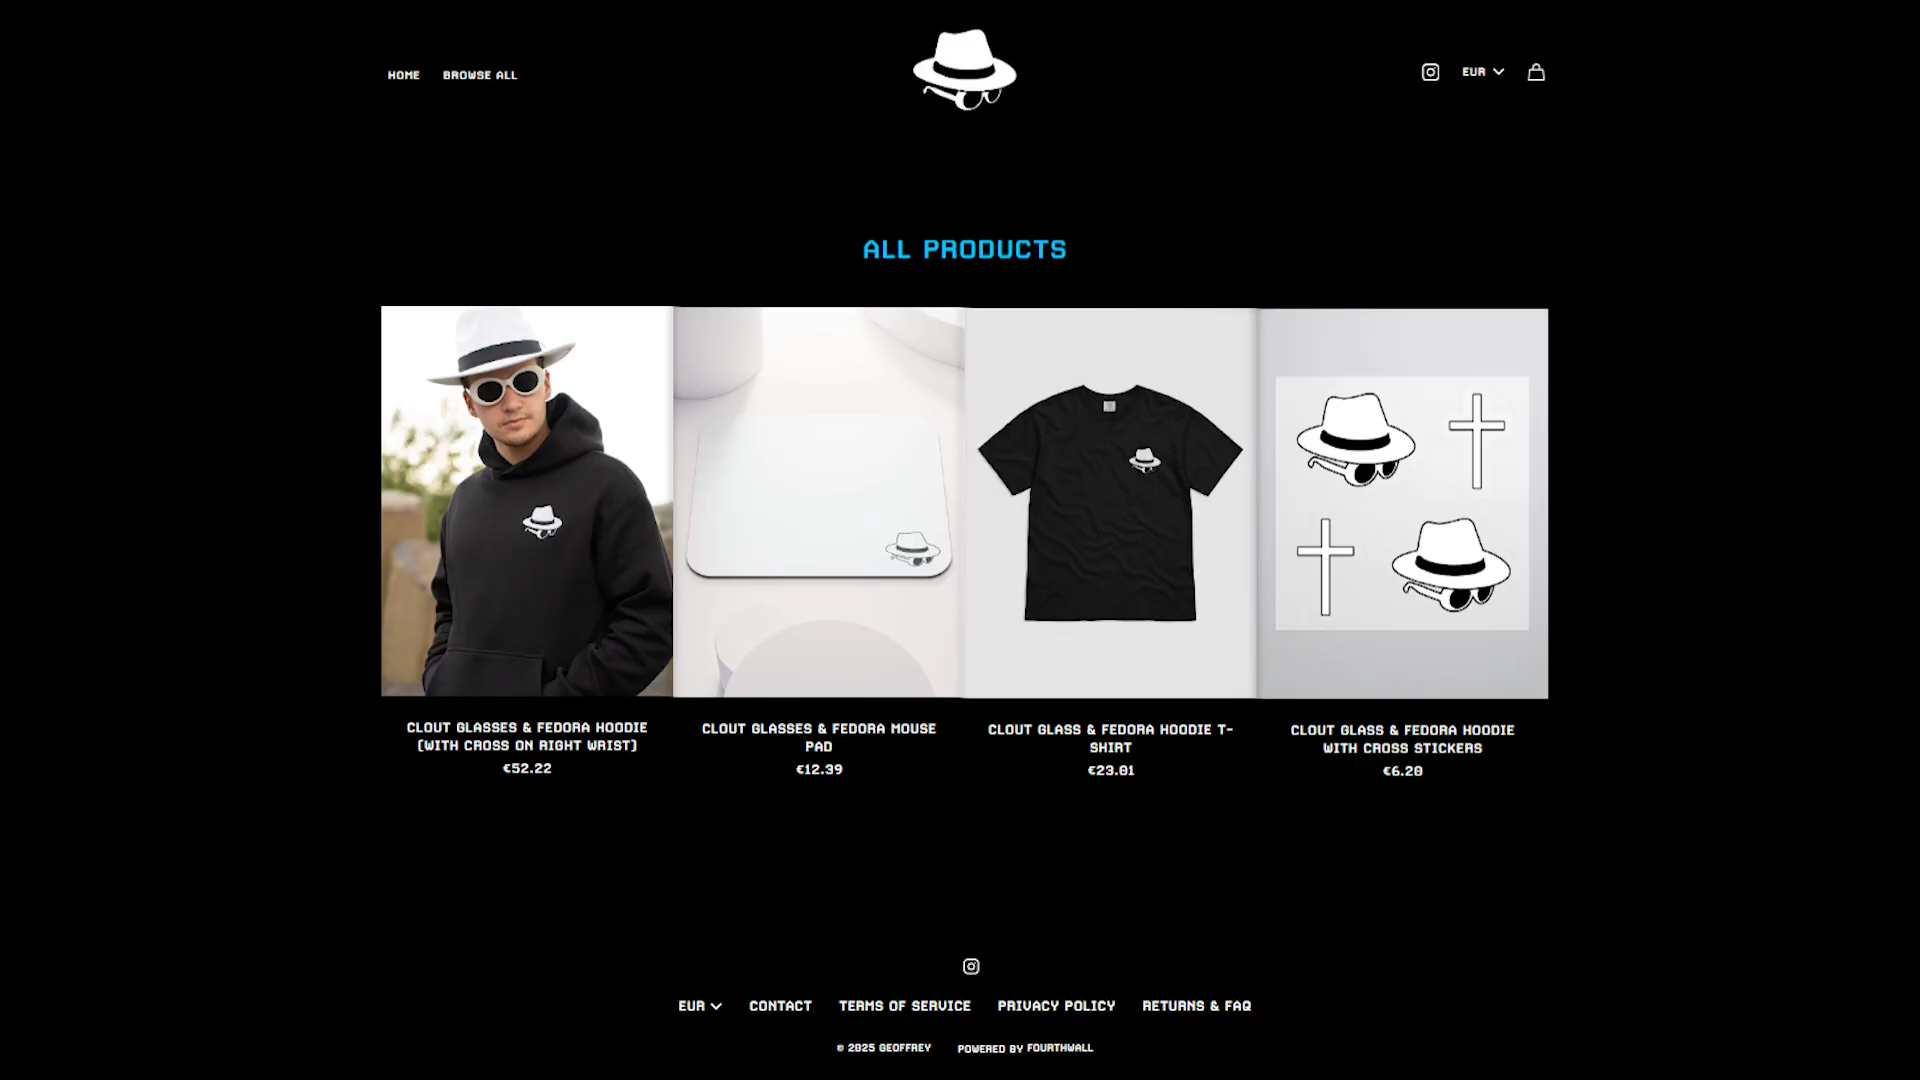 HOME
BROWSE ALL
EUR
ALL PRODUCTS
CLOUT GLASSES & FEDORA HOODIE
(WITH CROSS ON RIGHT WRIST)
€52.22
CLOUT GLASSES & FEDORA MOUSE
PAD
€12.39
CLOUT GLASS & FEDORA HOODIE T-
SHIRT
€23.01
CLOUT GLASS & FEDORA HOODIE
WITH CROSS STICKERS
€6.20
EUR
CONTACT
TERMS OF SERVICE
PRIVACY POLICY
RETURNS & FAQ
© 2025 GEOFFREY
POWERED BY FOURTHWALL